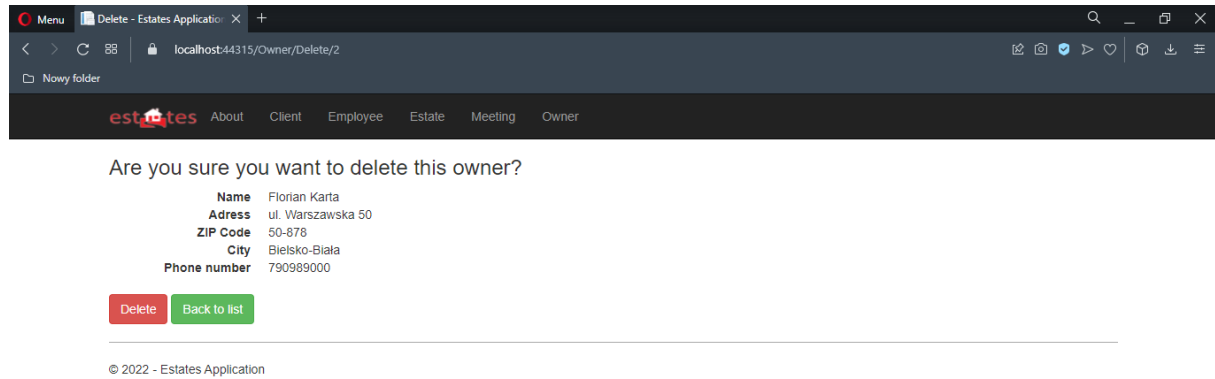 Menu Delete - Estates Application
localhost:44315/Owner/Delete/2
Nowy folder
estates About Client Employee Estate Meeting Owner
Are you sure you want to delete this owner?
Name Florian Karta
Adress ul. Warszawska 50
ZIP Code 50-878
City Bielsko-Biała
Phone number 790989000
Delete Back to list
© 2022 - Estates Application